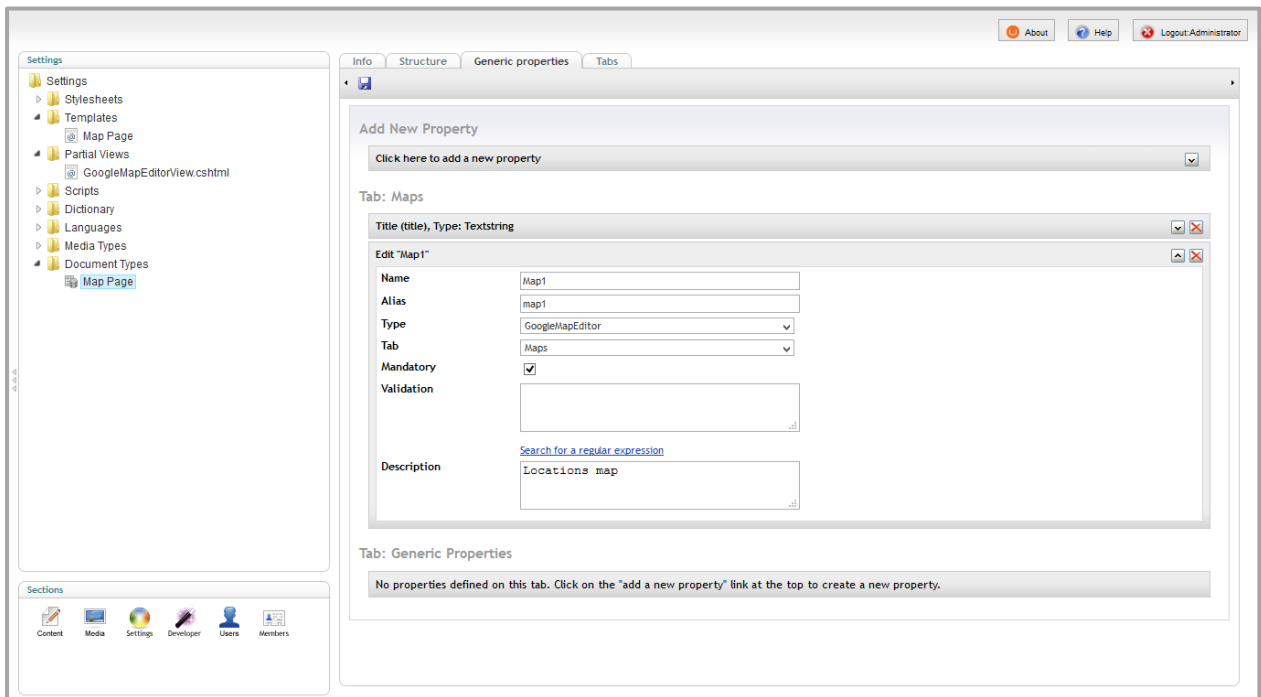 About
Help
Logout:Administrator
Settings
Settings
Stylesheets
Templates
Map Page
Partial Views
GoogleMapEditorView.cshtml
Scripts
Dictionary
Languages
Media Types
Document Types
Map Page
Sections
Content
Media
Settings
Developer
Users
Members
Info
Structure
Generic properties
Tabs
Add New Property
Click here to add a new property
Tab: Maps
Title (title), Type: Textstring
Edit "Map1"
Name
Map1
Alias
map1
Type
GoogleMapEditor
Tab
Maps
Mandatory
Validation
Search for a regular expression
Description
Locations map
Tab: Generic Properties
No properties defined on this tab. Click on the "add a new property" link at the top to create a new property.